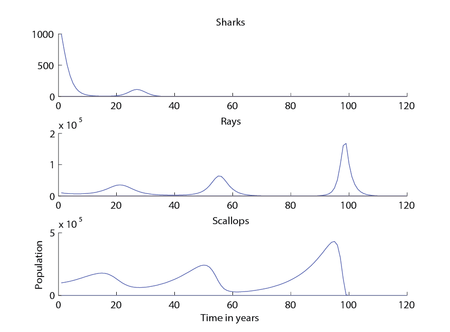 Sharks
1000
500
0
0 20 40 60 80 100 120
Rays
x 10^5
2
1
0
0 20 40 60 80 100 120
Scallops
x 10^5
5
0
0 20 40 60 80 100 120
Population
Time in years